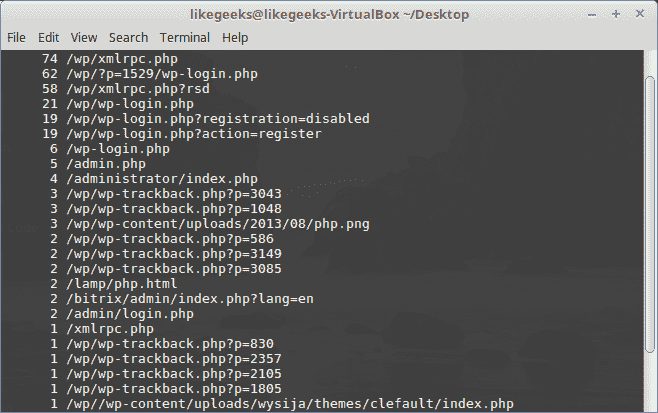 likegeeks@likegeeks-VirtualBox ~/Desktop
File Edit View Search Terminal Help
74 /wp/xmlrpc.php
62 /wp/?p=1529/wp-login.php
58 /wp/xmlrpc.php?rsd
21 /wp/wp-login.php
19 /wp/wp-login.php?registration=disabled
19 /wp/wp-login.php?action=register
6 /wp-login.php
5 /admin.php
4 /administrator/index.php
3 /wp/wp-trackback.php?p=3043
3 /wp/wp-trackback.php?p=1048
3 /wp/wp-content/uploads/2013/08/php.png
2 /wp/wp-trackback.php?p=586
2 /wp/wp-trackback.php?p=3149
2 /wp/wp-trackback.php?p=3085
2 /lamp/php.html
2 /bitrix/admin/index.php?lang=en
2 /admin/login.php
1 /xmlrpc.php
1 /wp/wp-trackback.php?p=830
1 /wp/wp-trackback.php?p=2357
1 /wp/wp-trackback.php?p=2105
1 /wp/wp-trackback.php?p=1805
1 /wp//wp-content/uploads/wysija/themes/clefault/index.php